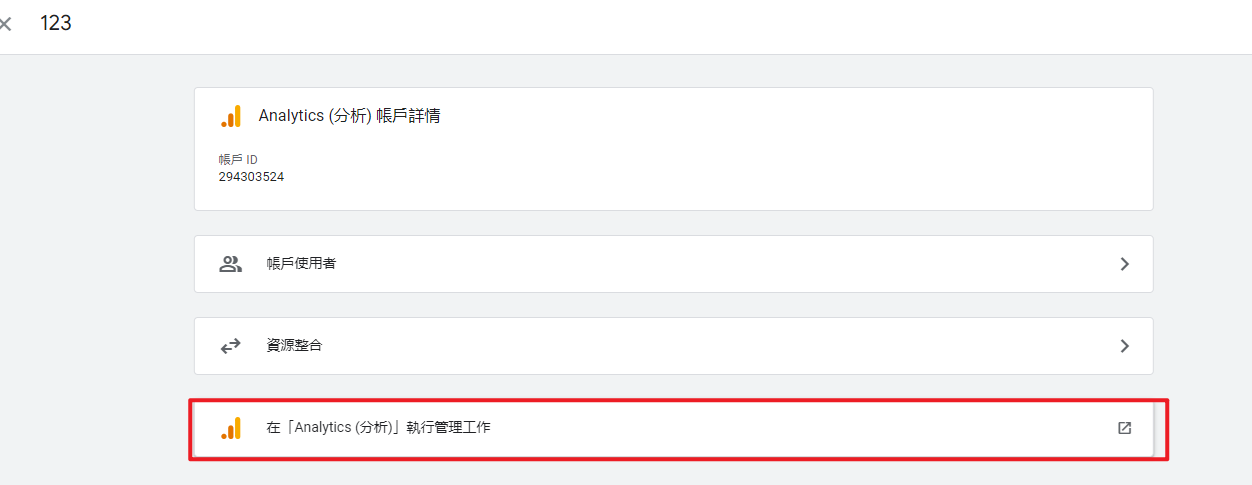 123
Analytics (分析) 帳戶詳情
帳戶 ID
294303524
帳戶使用者
資源整合
在「Analytics (分析)」執行管理工作